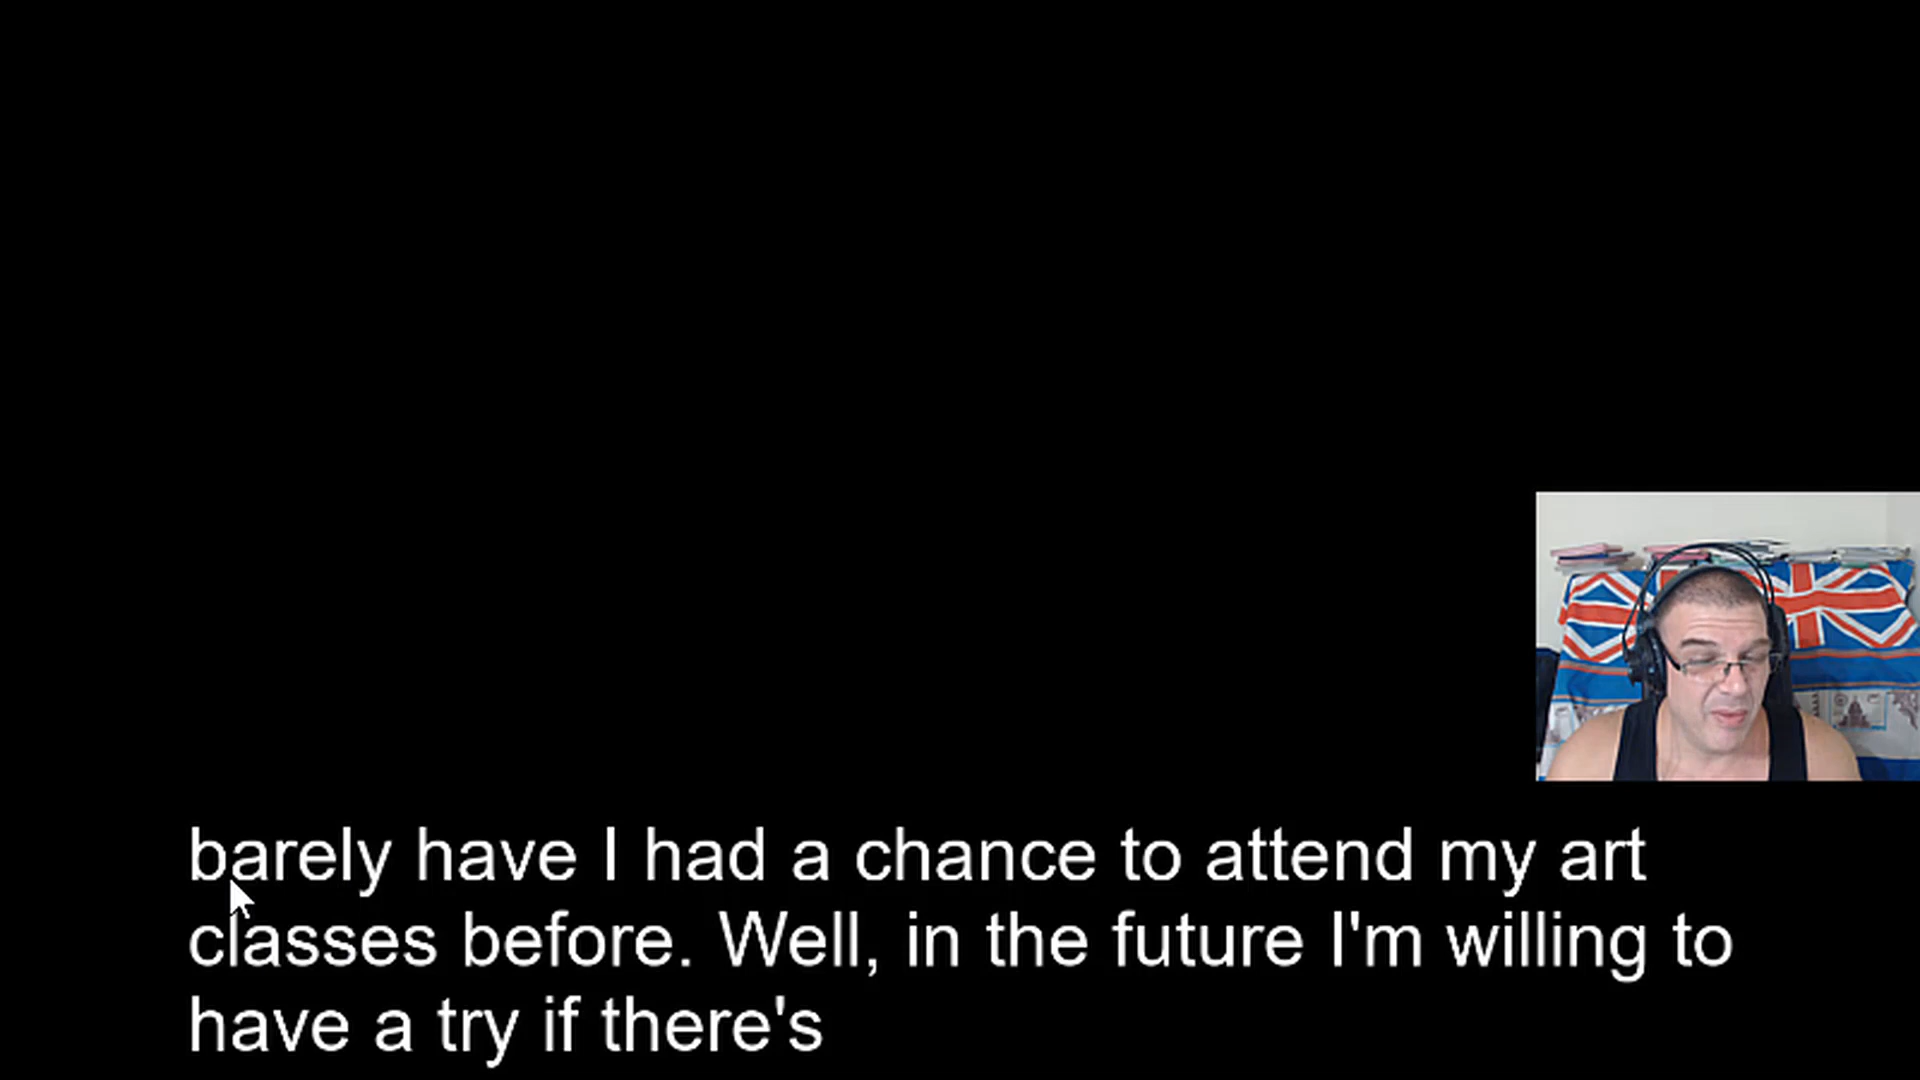 barely have I had a chance to attend my art
classes before. Well, in the future I'm willing to
have a try if there's